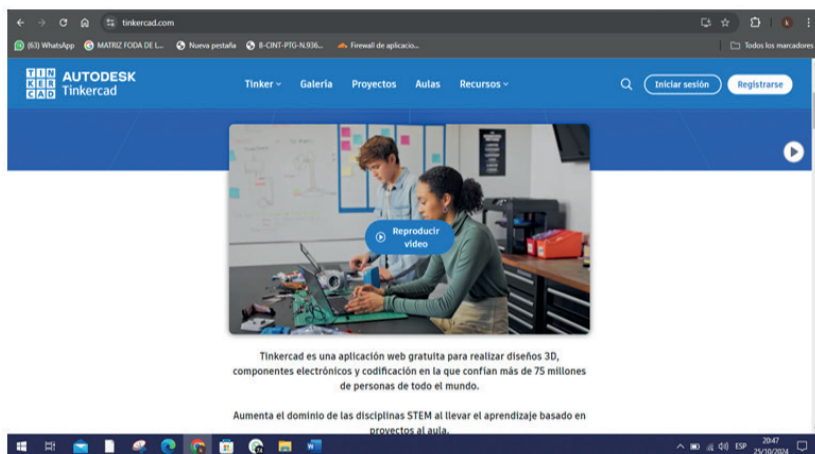 tinkercad.com
(63) WhatsApp
MATRIZ FODA DE L...
Nueva pestaña
8-CINT-PTG-N.936...
Firewall de aplicacio...
Todos los marcadores
TIN
KER
CAD
AUTODESK
Tinkercad
Tinker
Galería
Proyectos
Aulas
Recursos
Iniciar sesión
Registrarse
Reproducir
vídeo
Tinkercad es una aplicación web gratuita para realizar diseños 3D,
componentes electrónicos y codificación en la que confían más de 75 millones
de personas de todo el mundo.
Aumenta el dominio de las disciplinas STEM al llevar el aprendizaje basado en
proyectos al aula.
ESP
20:47
25/10/2024